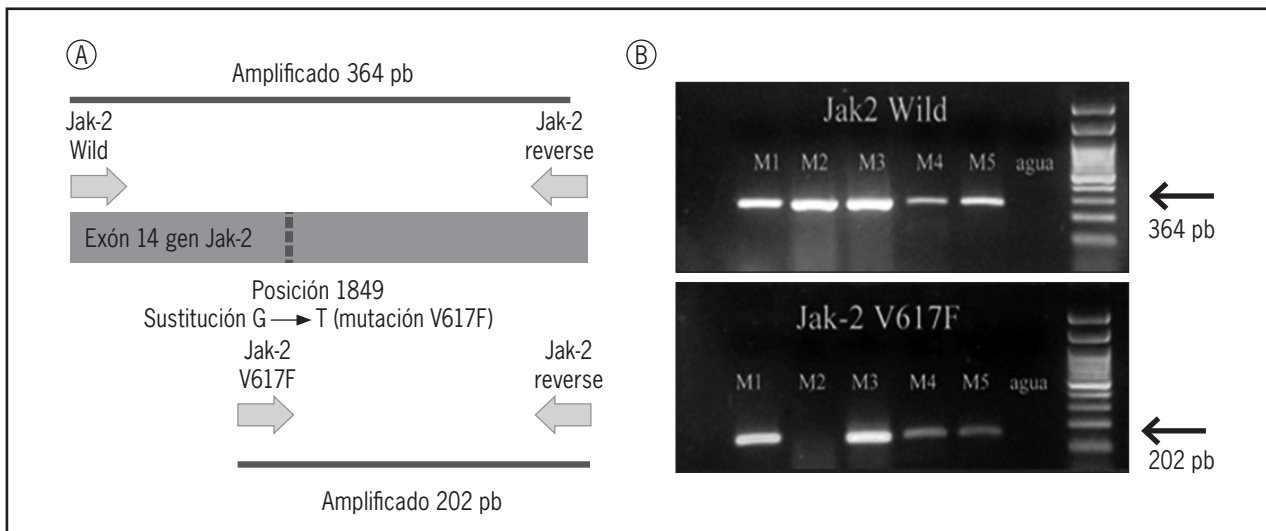 A
Amplificado 364 pb
Jak-2
Wild
Jak-2
reverse
Exón 14 gen Jak-2
Posición 1849
Sustitución G → T (mutación V617F)
Jak-2
V617F
Jak-2
reverse
Amplificado 202 pb
B
Jak2 Wild
M1 M2 M3 M4 M5 agua
364 pb
Jak-2 V617F
M1 M2 M3 M4 M5 agua
202 pb